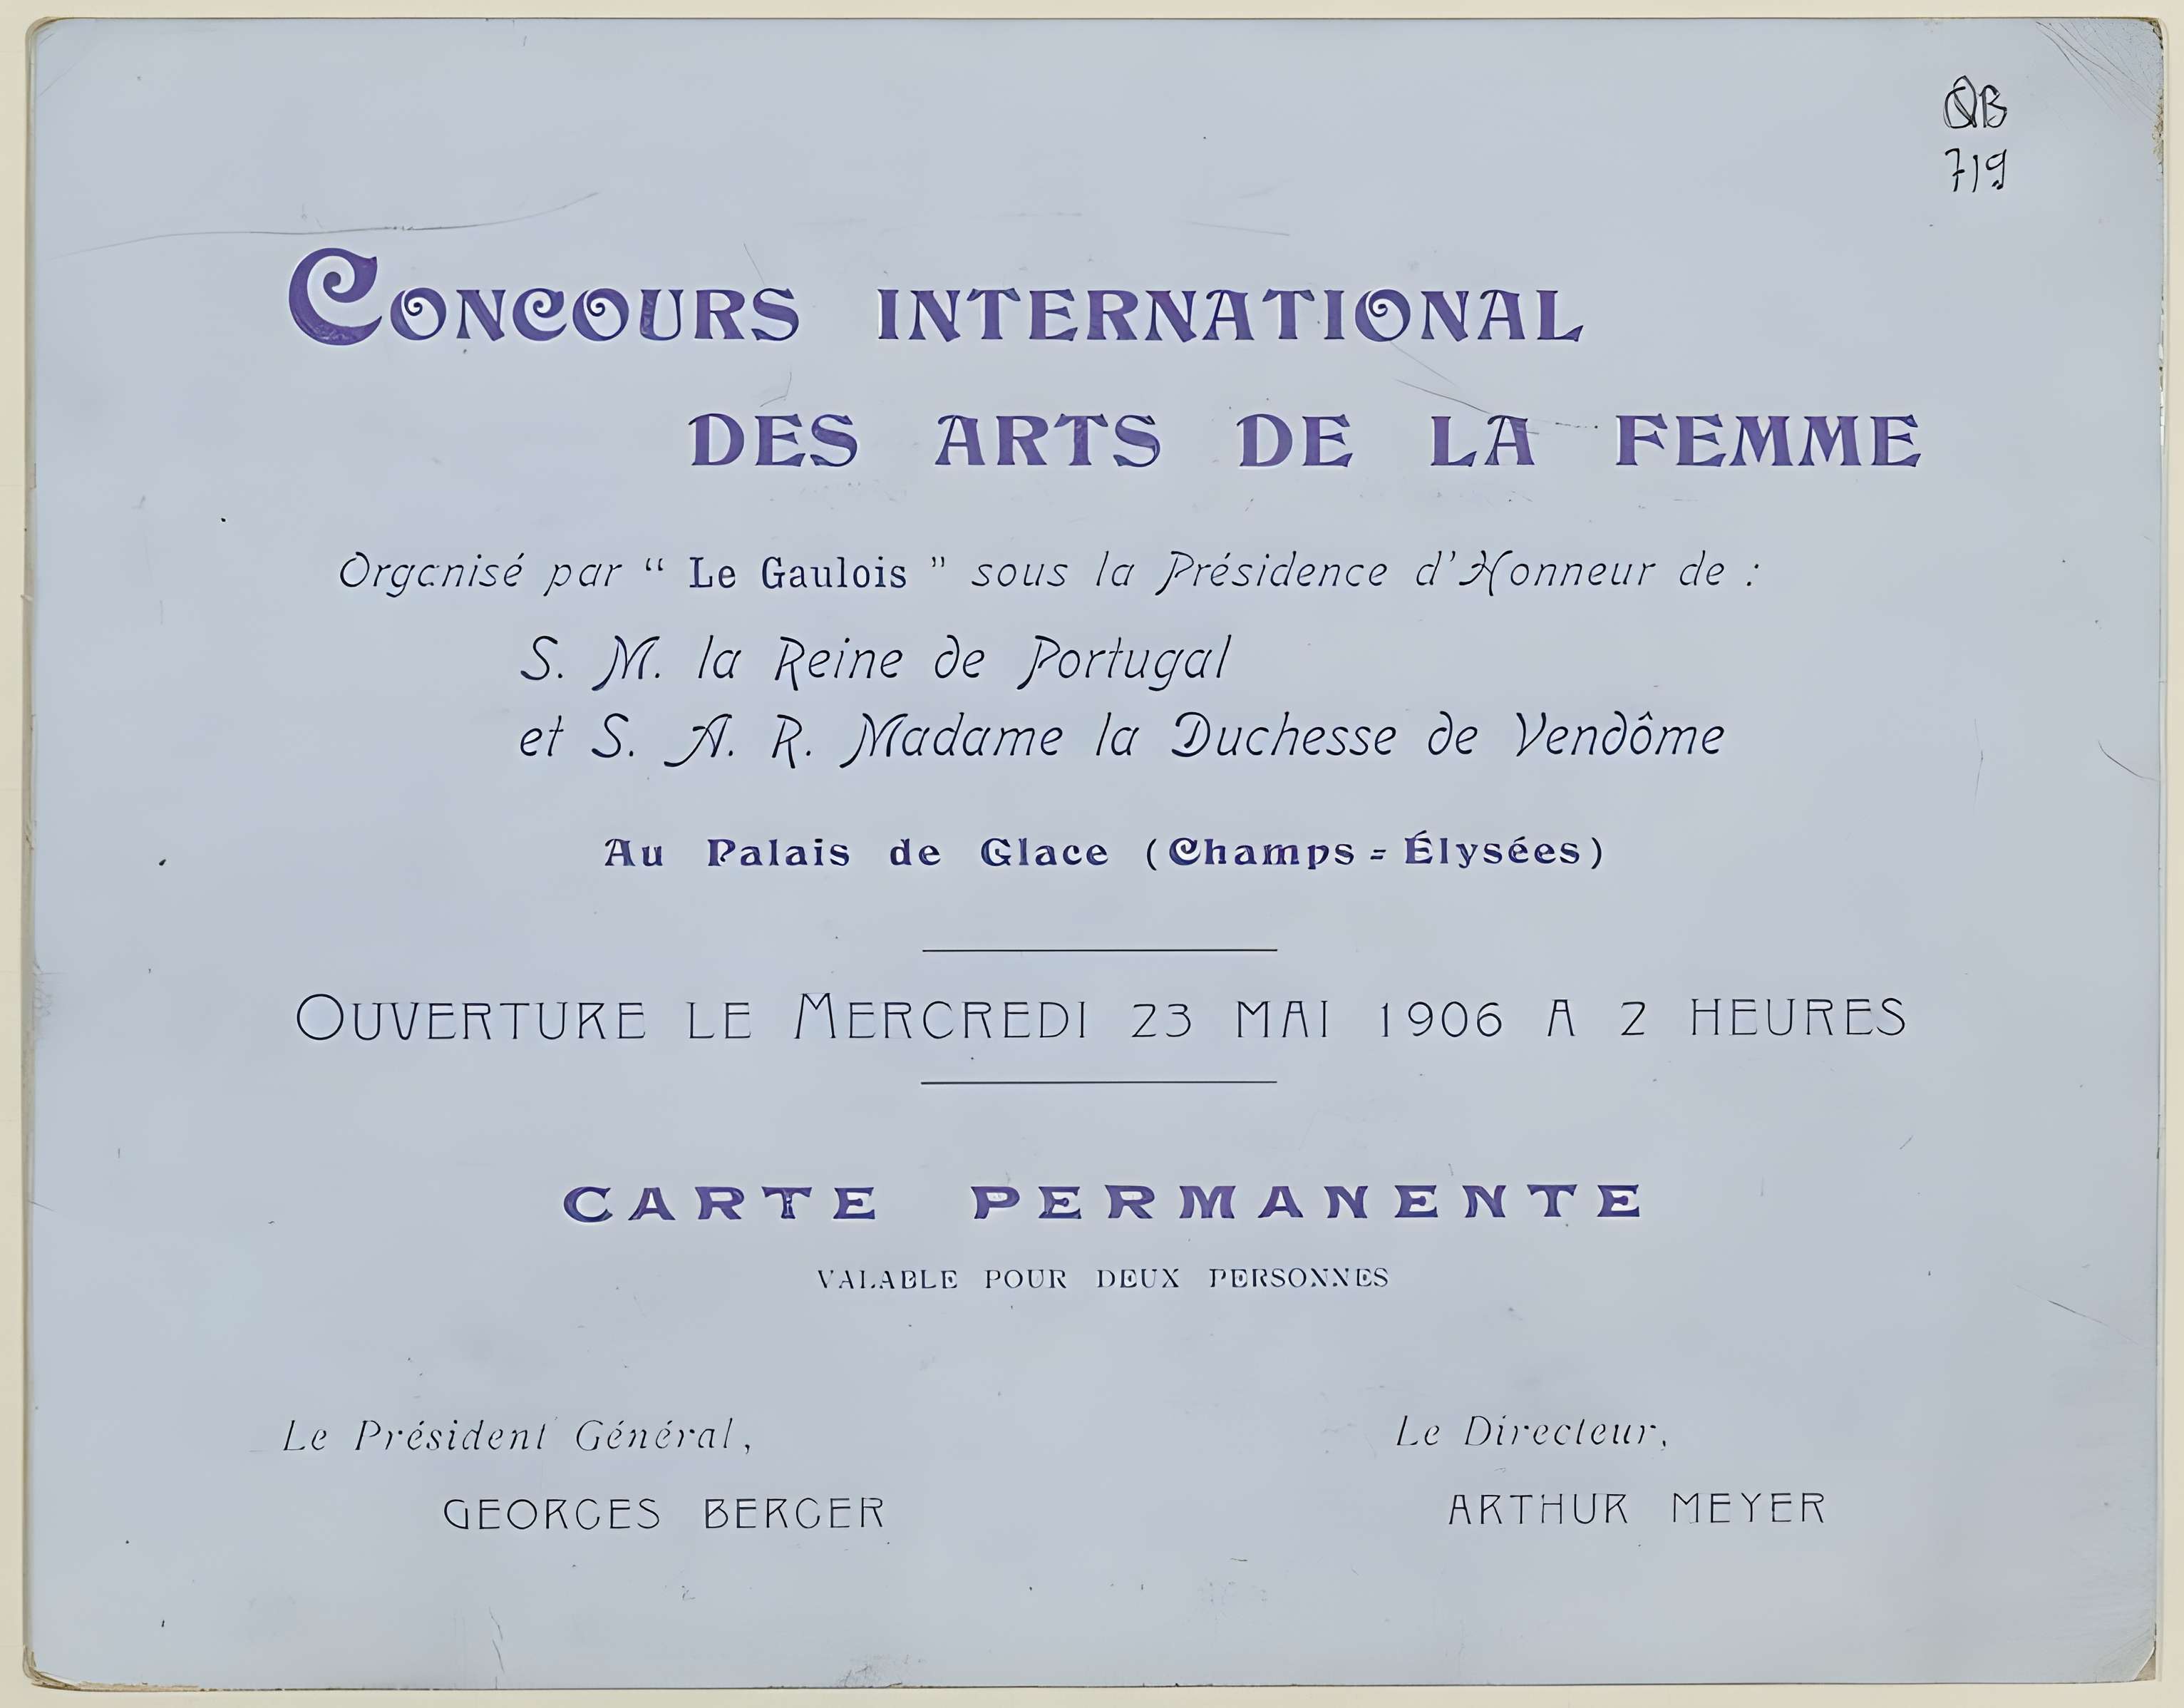 QB
719
CONCOURS INTERNATIONAL
DES ARTS DE LA FEMME
Organisé par “ Le Gaulois ” sous la Présidence d’Honneur de :
S. M. la Reine de Portugal
et S. A. R. Madame la Duchesse de Vendôme
Au Palais de Glace (Champs=Élysées)
OUVERTURE LE MERCREDI 23 MAI 1906 A 2 HEURES
CARTE PERMANENTE
VALABLE POUR DEUX PERSONNES
Le Président Général,
GEORGES BERGER
Le Directeur,
ARTHUR MEYER